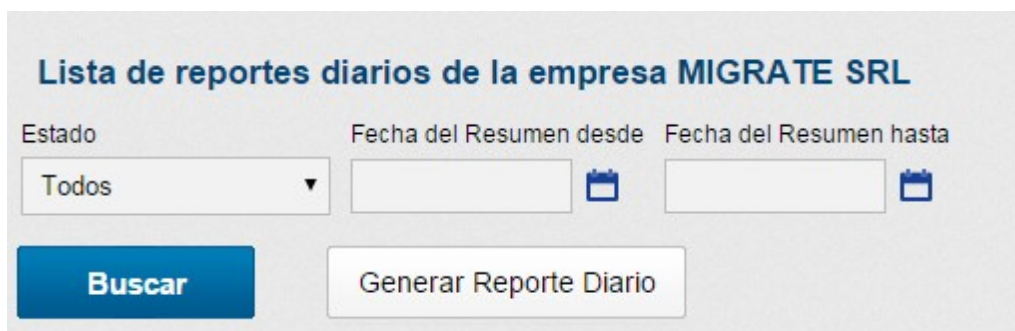 Lista de reportes diarios de la empresa MIGRATE SRL
Estado Fecha del Resumen desde Fecha del Resumen hasta
Todos
Buscar Generar Reporte Diario